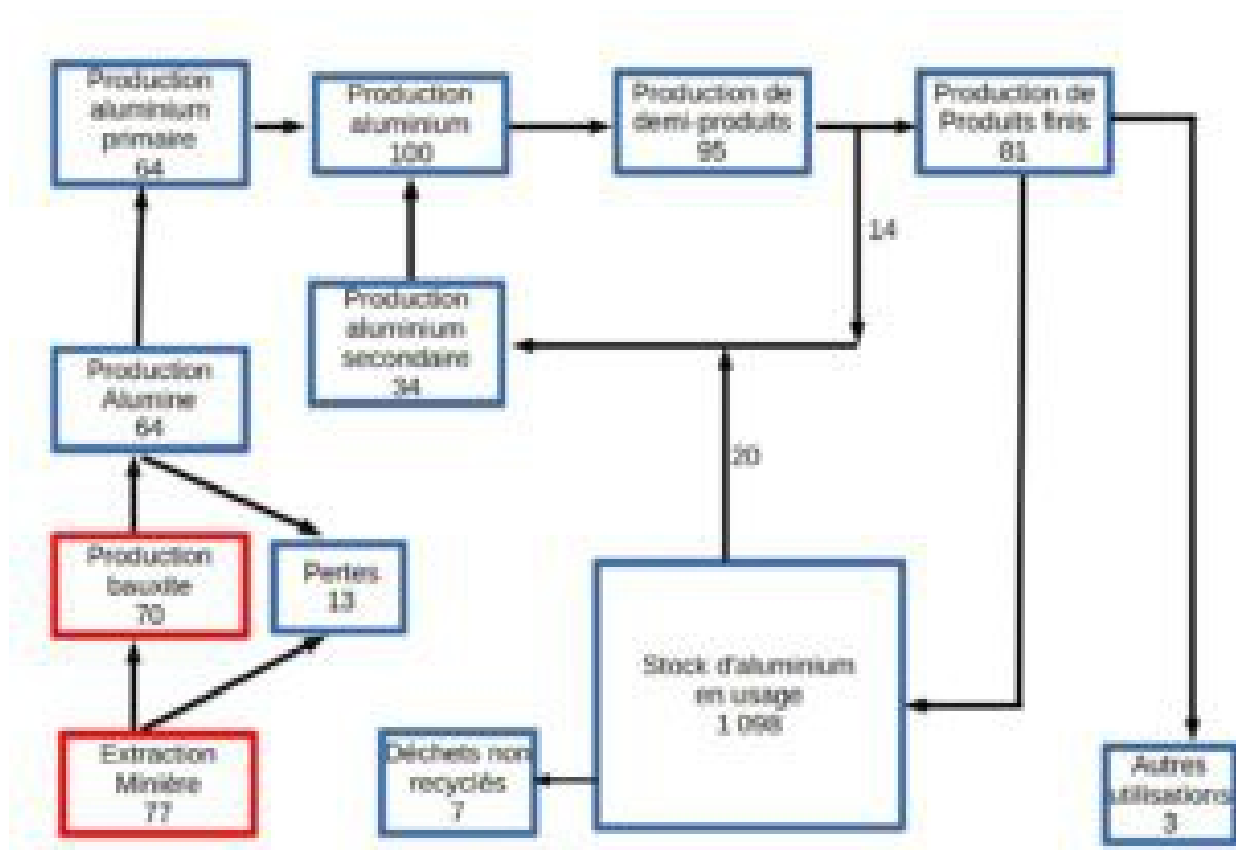 Production
aluminium
primaire
64
Production
aluminium
100
Production de
demi-produits
95
Production de
Produits finis
81
14
Production
aluminium
secondaire
34
Production
Alumine
64
20
Production
bauxite
70
Pertes
13
Stock d'aluminium
en usage
1 098
Extraction
Minière
77
Déchets non
recyclés
7
Autres
utilisations
3